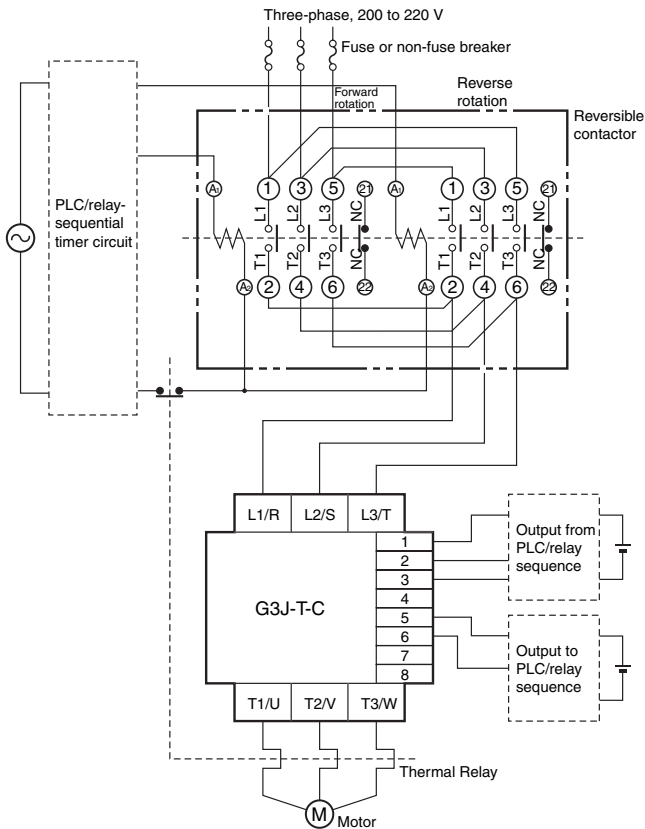 Three-phase, 200 to 220 V
Fuse or non-fuse breaker
Forward
rotation
Reverse
rotation
Reversible
contactor
PLC/relay-
sequential
timer circuit
A1 1 3 5 21 A1 1 3 5 21
L1 L2 L3 NC L1 L2 L3 NC
T1 T2 T3 NC T1 T2 T3 NC
A2 2 4 6 22 A2 2 4 6 22
L1/R L2/S L3/T
1
2
3
4
5
6
7
8
G3J-T-C
Output from
PLC/relay
sequence
Output to
PLC/relay
sequence
T1/U T2/V T3/W
Thermal Relay
M
Motor